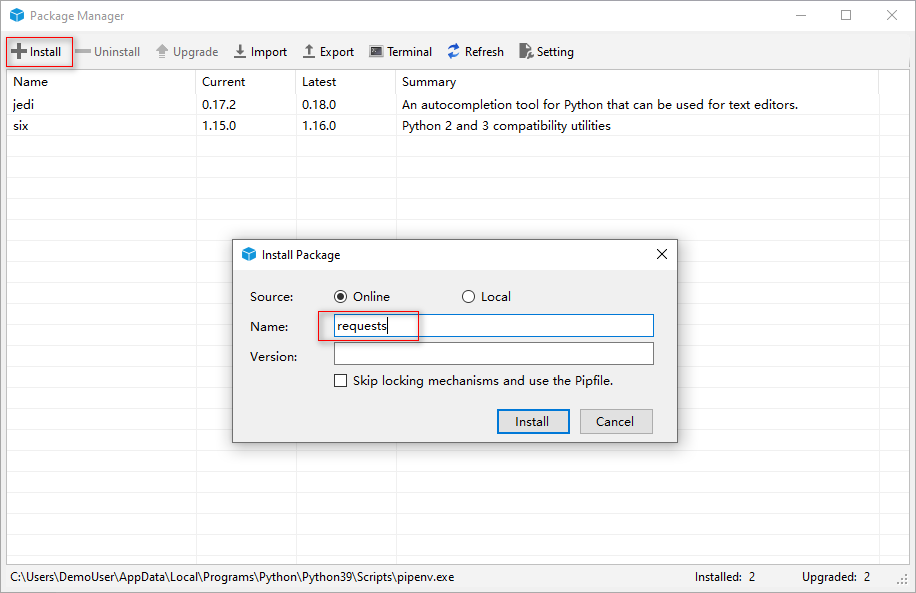 Package Manager
Install Uninstall Upgrade Import Export Terminal Refresh Setting
Name Current Latest Summary
jedi 0.17.2 0.18.0 An autocompletion tool for Python that can be used for text editors.
six 1.15.0 1.16.0 Python 2 and 3 compatibility utilities
Install Package
Source: Online Local
Name: requests
Version:
Skip locking mechanisms and use the Pipfile.
Install Cancel
C:\Users\DemoUser\AppData\Local\Programs\Python\Python39\Scripts\pipenv.exe Installed: 2 Upgraded: 2